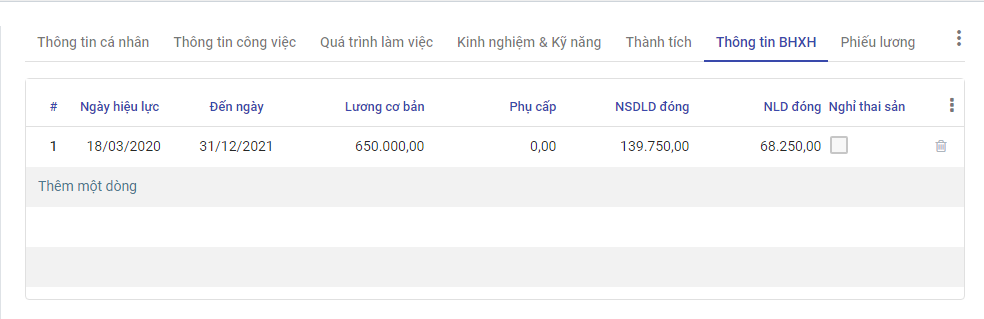 Thông tin cá nhân Thông tin công việc Quá trình làm việc Kinh nghiệm & Kỹ năng Thành tích Thông tin BHXH Phiếu lương
# Ngày hiệu lực Đến ngày Lương cơ bản Phụ cấp NSDLD đóng NLD đóng Nghỉ thai sản
1 18/03/2020 31/12/2021 650.000,00 0,00 139.750,00 68.250,00
Thêm một dòng